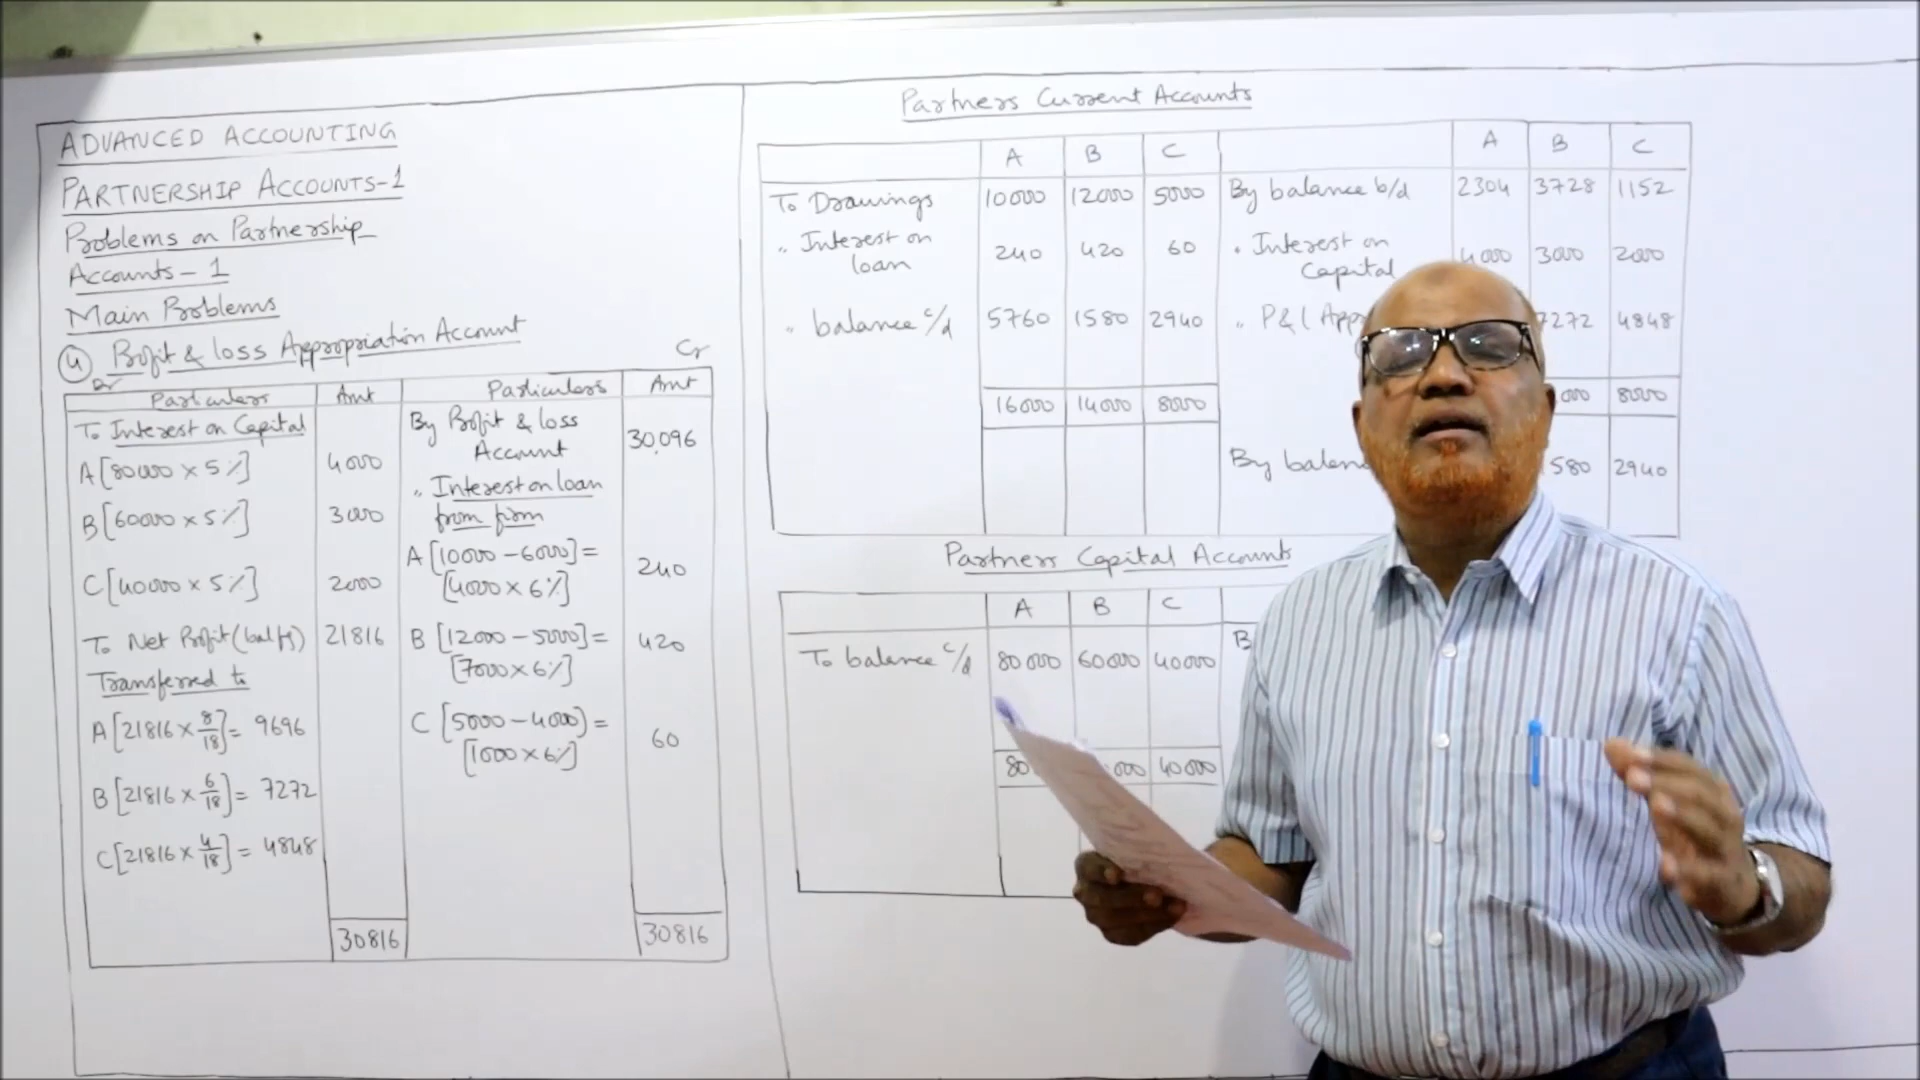 ADVANCED ACCOUNTING
PARTNERSHIP ACCOUNTS-1
Problems on Partnership
Accounts-1
Main Problems
4 Profit & loss Appropriation Account
Dr Cr
Particulars Amt Particulars Amt
To Interest on Capital
A [80000 × 5%] 4000
B [60000 × 5%] 3000
C [40000 × 5%] 2000
To Net Profit (bal fg) 21816
Transferred to
A [21816 × 8/18] = 9696
B [21816 × 6/18] = 7272
C [21816 × 4/18] = 4848
30816
By Profit & loss
Account 30,096
,, Interest on loan
from firm
A [10000 - 6000] =
[4000 × 6%] 240
B [12000 - 5000] =
[7000 × 6%] 420
C [5000 - 4000] =
[1000 × 6%] 60
30816
Partners Current Accounts
A B C A B C
To Drawings 10000 12000 5000 By balance b/d 2304 3728 1152
,, Interest on
loan 240 420 60
,, Interest on
Capital 4000 3000 2000
,, balance c/d 5760 1580 2940 ,, P&L App 7272 4848
16000 14000 8000 000 8000
By balan 580 2940
Partners Capital Accounts
A B C
To balance c/d 80000 60000 40000 B
80 000 40000